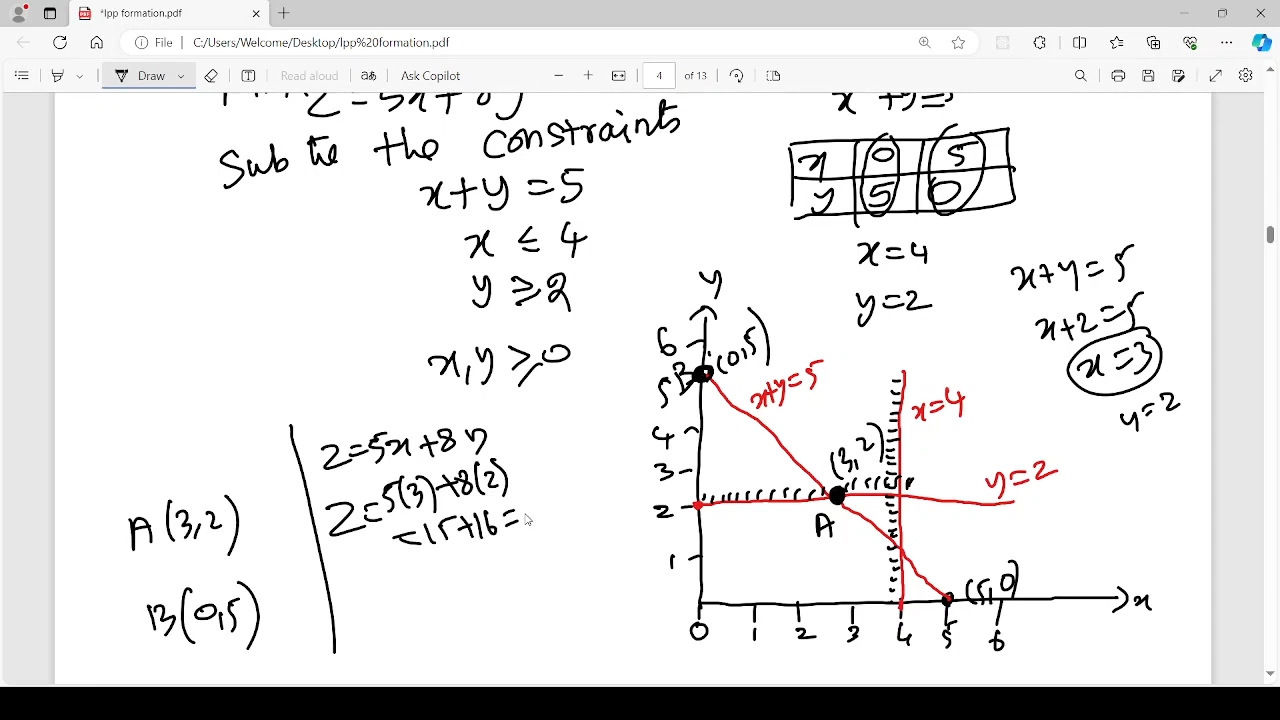 *lpp formation.pdf
File
C:/Users/Welcome/Desktop/lpp%20formation.pdf
Draw
Read aloud
Ask Copilot
4
of 13
Z = 5x + 8y
Sub to the constraints
x+y = 5
x ≤ 4
y ≥ 2
x,y ≥ 0
x+y=5
x 0 5
y 5 0
x=4
y=2
x+y=5
x+2=5
x=3
y=2
y
6
5
4
3
2
1
B (0,5)
x+y=5
x=4
(3,2)
y=2
A
(5,0)
x
0 1 2 3 4 5 6
Z=5x+8y
Z=5(3)+8(2)
=15+16=
A(3,2)
B(0,5)